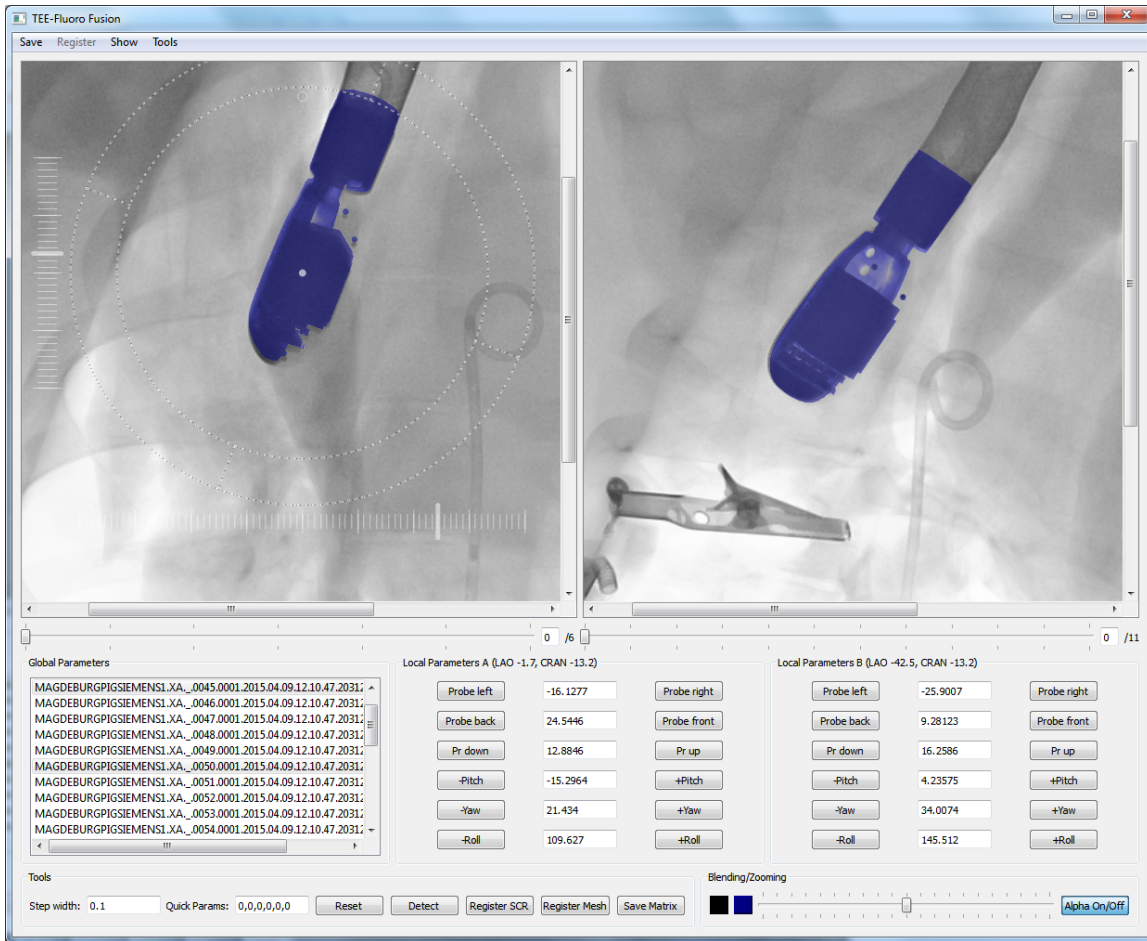 TEE-Fluoro Fusion
Save Register Show Tools
0 /6 0 /11
Global Parameters
MAGDEBURGPIGSIEMENS1.XA._.0045.0001.2015.04.09.12.10.47.20312
MAGDEBURGPIGSIEMENS1.XA._.0046.0001.2015.04.09.12.10.47.20312
MAGDEBURGPIGSIEMENS1.XA._.0047.0001.2015.04.09.12.10.47.20312
MAGDEBURGPIGSIEMENS1.XA._.0048.0001.2015.04.09.12.10.47.20312
MAGDEBURGPIGSIEMENS1.XA._.0049.0001.2015.04.09.12.10.47.20312
MAGDEBURGPIGSIEMENS1.XA._.0050.0001.2015.04.09.12.10.47.20312
MAGDEBURGPIGSIEMENS1.XA._.0051.0001.2015.04.09.12.10.47.20312
MAGDEBURGPIGSIEMENS1.XA._.0052.0001.2015.04.09.12.10.47.20312
MAGDEBURGPIGSIEMENS1.XA._.0053.0001.2015.04.09.12.10.47.20312
MAGDEBURGPIGSIEMENS1.XA._.0054.0001.2015.04.09.12.10.47.20312
Local Parameters A (LAO -1.7, CRAN -13.2)
Probe left -16.1277 Probe right
Probe back 24.5446 Probe front
Pr down 12.8846 Pr up
-Pitch -15.2964 +Pitch
-Yaw 21.434 +Yaw
-Roll 109.627 +Roll
Local Parameters B (LAO -42.5, CRAN -13.2)
Probe left -25.9007 Probe right
Probe back 9.28123 Probe front
Pr down 16.2586 Pr up
-Pitch 4.23575 +Pitch
-Yaw 34.0074 +Yaw
-Roll 145.512 +Roll
Tools
Step width: 0.1 Quick Params: 0,0,0,0,0,0 Reset Detect Register SCR Register Mesh Save Matrix
Blending/Zooming
Alpha On/Off